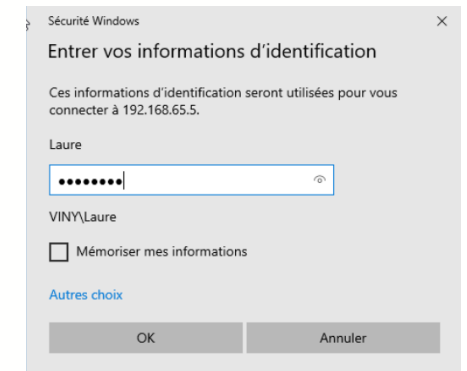 Sécurité Windows
Entrer vos informations d’identification
Ces informations d'identification seront utilisées pour vous
connecter à 192.168.65.5.
Laure
••••••••
VINY\Laure
Mémoriser mes informations
Autres choix
OK Annuler